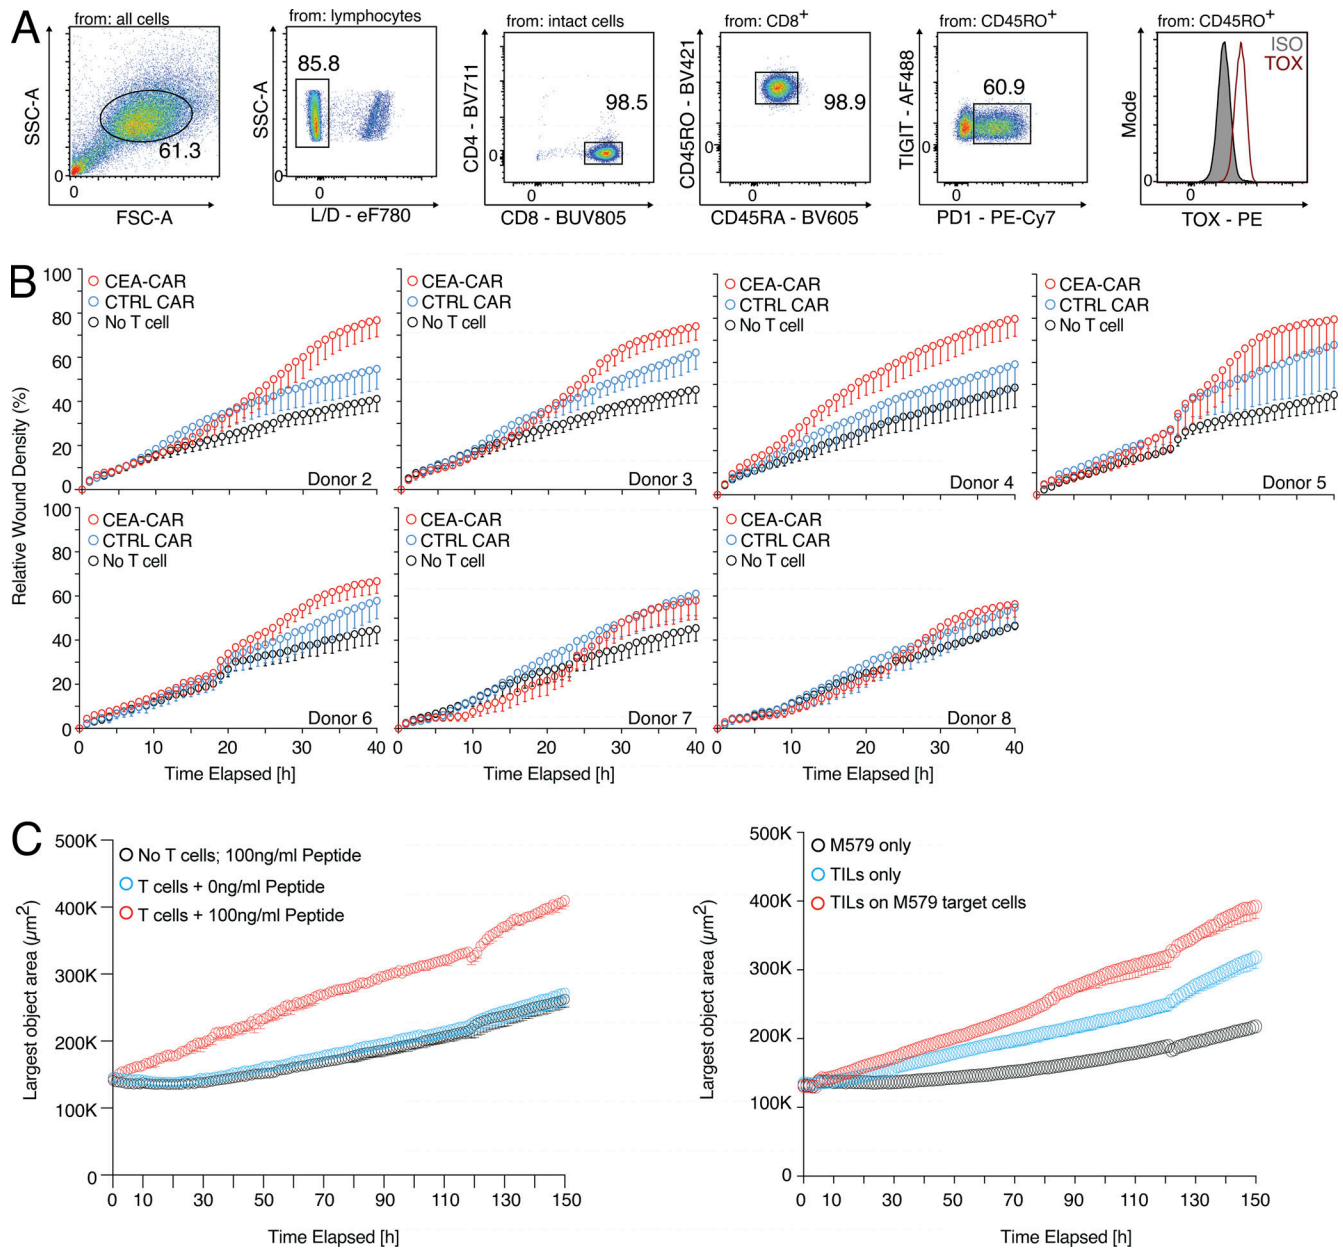 A
from: all cells
SSC-A
0
61.3
0
FSC-A
from: lymphocytes
SSC-A
85.8
0
0
L/D - eF780
from: intact cells
CD4 - BV711
98.5
0
0
CD8 - BUV805
from: CD8+
CD45RO - BV421
98.9
0
0
CD45RA - BV605
from: CD45RO+
TIGIT - AF488
60.9
0
0
PD1 - PE-Cy7
from: CD45RO+
ISO
TOX
Mode
0
0
TOX - PE
B
Relative Wound Density (%)
100
80
60
40
20
0
CEA-CAR
CTRL CAR
No T cell
Donor 2
CEA-CAR
CTRL CAR
No T cell
Donor 3
CEA-CAR
CTRL CAR
No T cell
Donor 4
CEA-CAR
CTRL CAR
No T cell
Donor 5
100
80
60
40
20
0
CEA-CAR
CTRL CAR
No T cell
Donor 6
0 10 20 30 40
Time Elapsed [h]
CEA-CAR
CTRL CAR
No T cell
Donor 7
0 10 20 30 40
Time Elapsed [h]
CEA-CAR
CTRL CAR
No T cell
Donor 8
0 10 20 30 40
Time Elapsed [h]
C
Largest object area (µm2)
500K
400K
300K
200K
100K
0
No T cells; 100ng/ml Peptide
T cells + 0ng/ml Peptide
T cells + 100ng/ml Peptide
0 10 30 50 70 90 110 130 150
Time Elapsed [h]
Largest object area (µm2)
500K
400K
300K
200K
100K
0
M579 only
TILs only
TILs on M579 target cells
0 10 30 50 70 90 110 130 150
Time Elapsed [h]